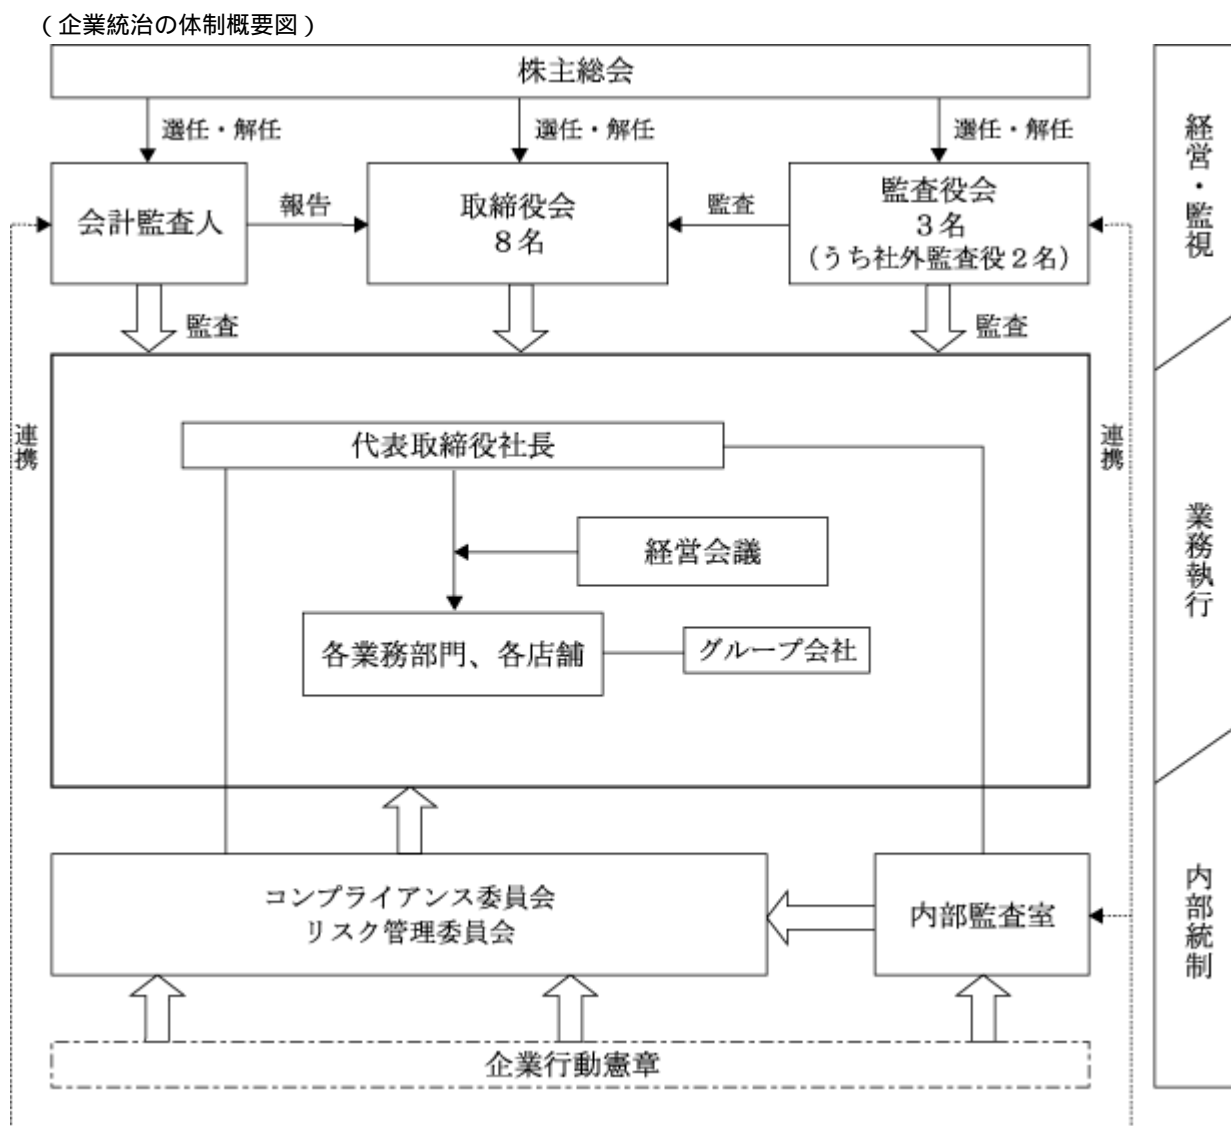 （企業統治の体制概要図）
株主総会
選任・解任
選任・解任
選任・解任
会計監査人
報告
取締役会
８名
監査
監査役会
３名
（うち社外監査役２名）
監査
監査
連携
連携
代表取締役社長
経営会議
各業務部門、各店舗
グループ会社
コンプライアンス委員会
リスク管理委員会
内部監査室
企業行動憲章
経営・監視
業務執行
内部統制